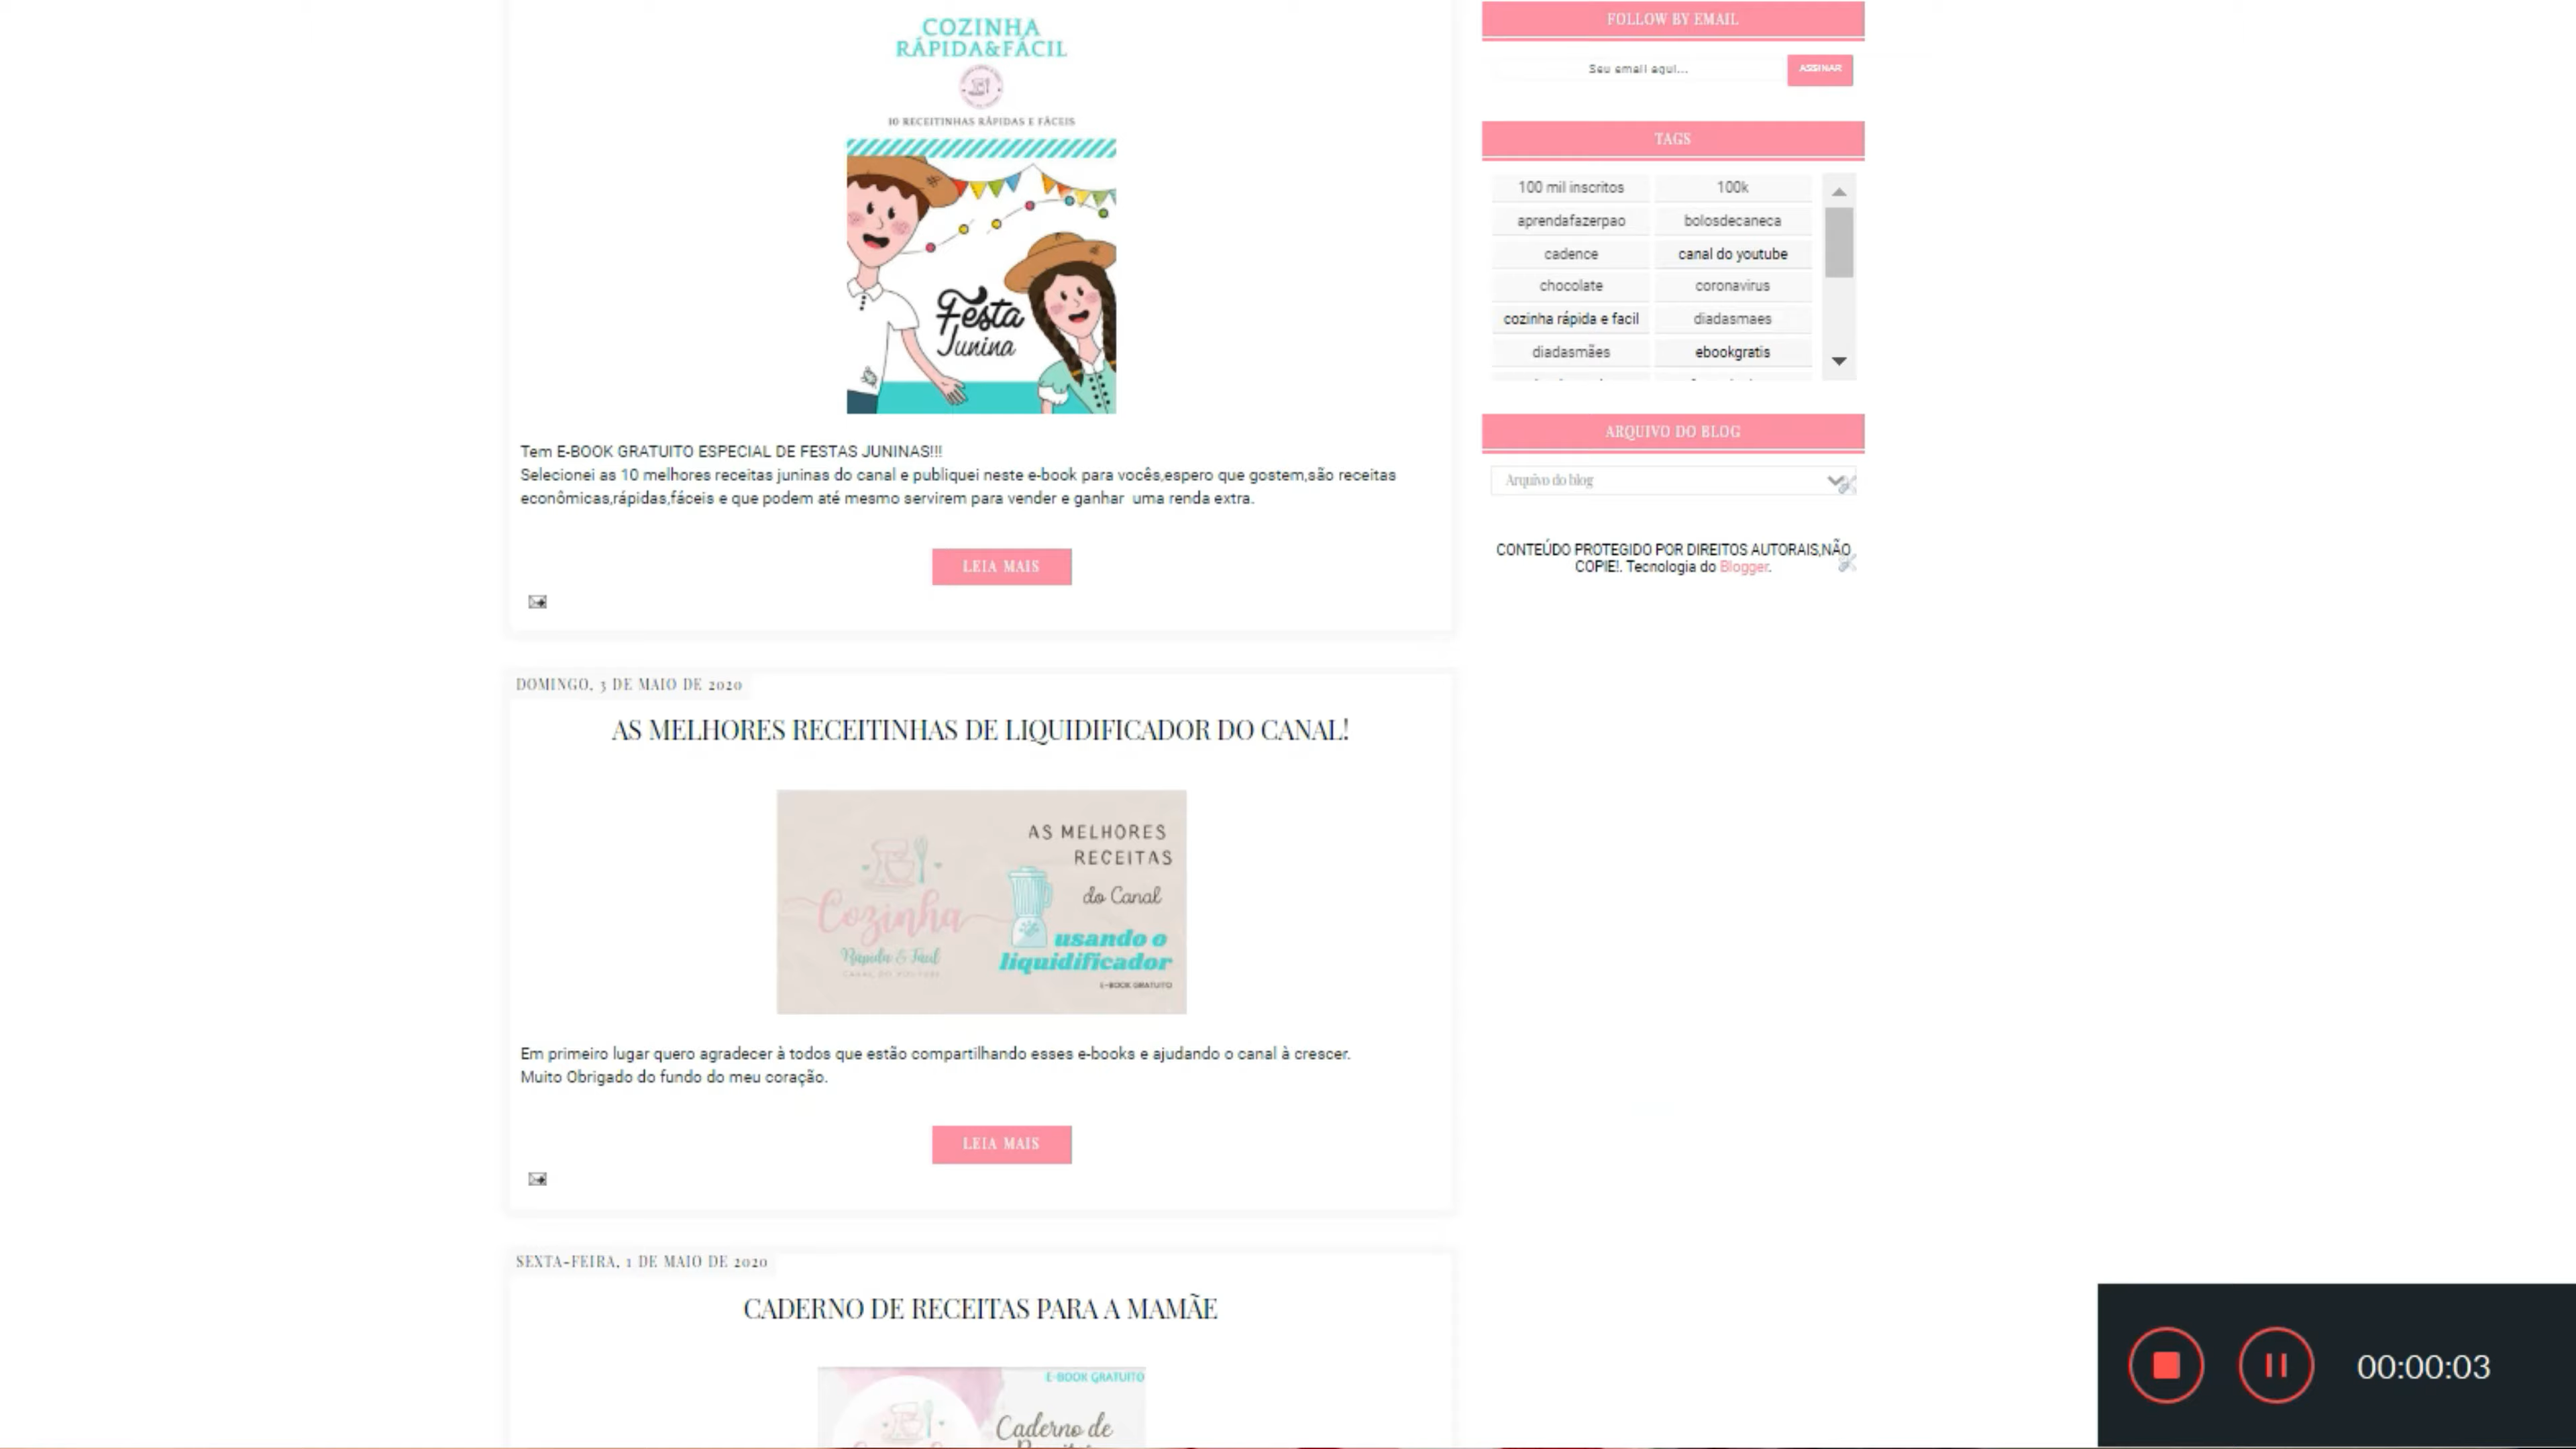 COZINHA
RÁPIDA&FÁCIL
10 RECEITINHAS RÁPIDAS E FÁCEIS
Festa
Junina
Tem E-BOOK GRATUITO ESPECIAL DE FESTAS JUNINAS!!!
Selecionei as 10 melhores receitas juninas do canal e publiquei neste e-book para vocês,espero que gostem,são receitas
econômicas,rápidas,fáceis e que podem até mesmo servirem para vender e ganhar uma renda extra.
LEIA MAIS
DOMINGO, 3 DE MAIO DE 2020
AS MELHORES RECEITINHAS DE LIQUIDIFICADOR DO CANAL!
Cozinha
Rápida & Fácil
CANAL DO YOUTUBE
AS MELHORES
RECEITAS
do Canal
usando o
liquidificador
E-BOOK GRATUITO
Em primeiro lugar quero agradecer à todos que estão compartilhando esses e-books e ajudando o canal à crescer.
Muito Obrigado do fundo do meu coração.
LEIA MAIS
SEXTA-FEIRA, 1 DE MAIO DE 2020
CADERNO DE RECEITAS PARA A MAMÃE
E-BOOK GRATUITO
Caderno de
FOLLOW BY EMAIL
Seu email aqui...
ASSINAR
TAGS
100 mil inscritos 100k
aprendafazerpao bolosdecaneca
cadence canal do youtube
chocolate coronavirus
cozinha rápida e facil diadasmaes
diadasmães ebookgratis
ARQUIVO DO BLOG
Arquivo do blog
CONTEÚDO PROTEGIDO POR DIREITOS AUTORAIS,NÃO
COPIE!. Tecnologia do Blogger.
00:00:03